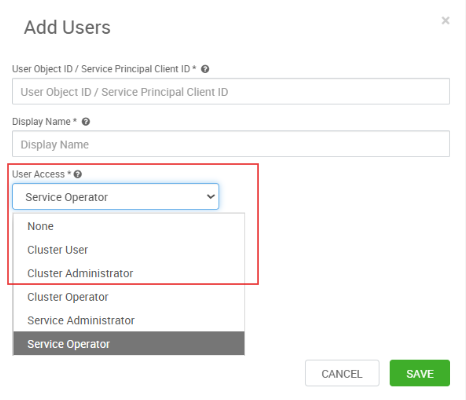 Add Users
×
User Object ID / Service Principal Client ID *
User Object ID / Service Principal Client ID
Display Name *
Display Name
User Access *
Service Operator
None
Cluster User
Cluster Administrator
Cluster Operator
Service Administrator
Service Operator
CANCEL SAVE